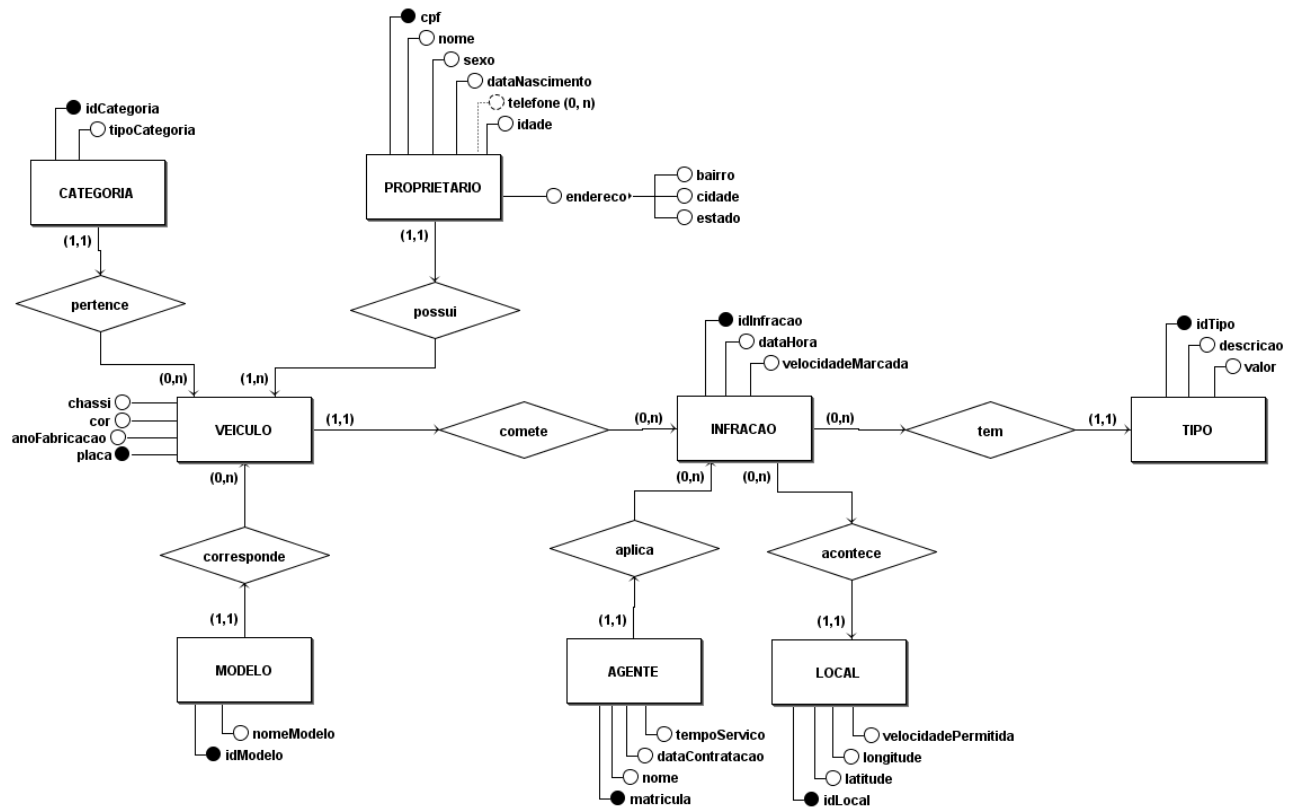 cpf
nome
sexo
dataNascimento
telefone (0, n)
idade
idCategoria
tipoCategoria
CATEGORIA
PROPRIETARIO
endereco
bairro
cidade
estado
(1,1)
(1,1)
pertence
possui
(0,n)
(1,n)
chassi
cor
anoFabricacao
placa
VEICULO
(1,1)
comete
(0,n)
idInfracao
dataHora
velocidadeMarcada
INFRACAO
(0,n)
tem
(1,1)
idTipo
descricao
valor
TIPO
(0,n)
(0,n)
(0,n)
corresponde
aplica
acontece
(1,1)
(1,1)
(1,1)
MODELO
AGENTE
LOCAL
nomeModelo
idModelo
tempoServico
dataContratacao
nome
matricula
velocidadePermitida
longitude
latitude
idLocal